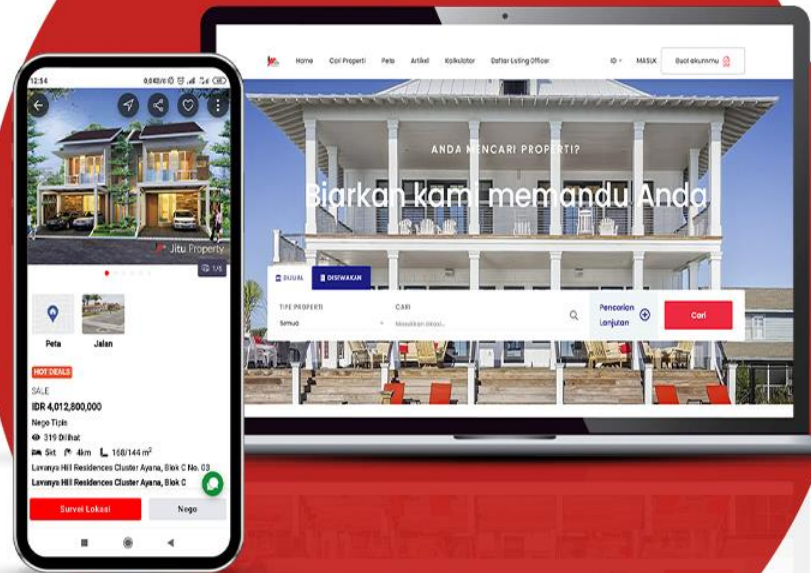 12:54
Jitu Property
1/6
Peta
Jalan
HOT DEALS
SALE
IDR 4,012,800,000
Nego Tipis
319 Dilihat
5kt 4km 168/144 m²
Lavanya Hill Residences Cluster Ayana, Blok C No. 03
Lavanya Hill Residences Cluster Ayana, Blok C
Survei Lokasi
Nego
Home Cari Properti Peta Artikel Kalkulator Daftar Listing Officer ID MASUK Buat akunmu
ANDA MENCARI PROPERTI?
Biarkan kami memandu Anda
DIJUAL DISEWAKAN
TIPE PROPERTI CARI
Semua Masukkan lokasi...
Pencarian
Lanjutan
Cari